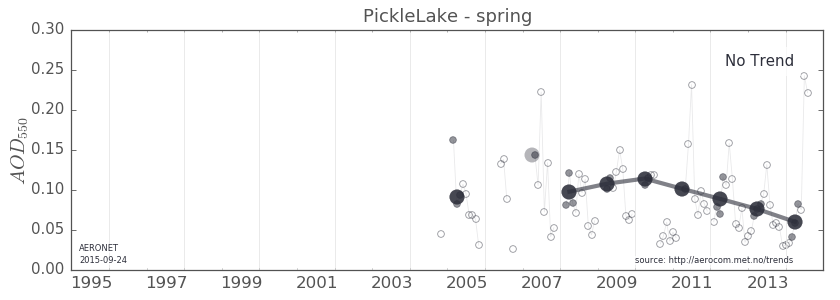 PickleLake - spring
0.30
No Trend
0.25
0.20
AOD550
0.15
0.10
0.05
AERONET
2015-09-24
source: http://aerocom.met.no/trends
0.00
1995 1997 1999 2001 2003 2005 2007 2009 2011 2013